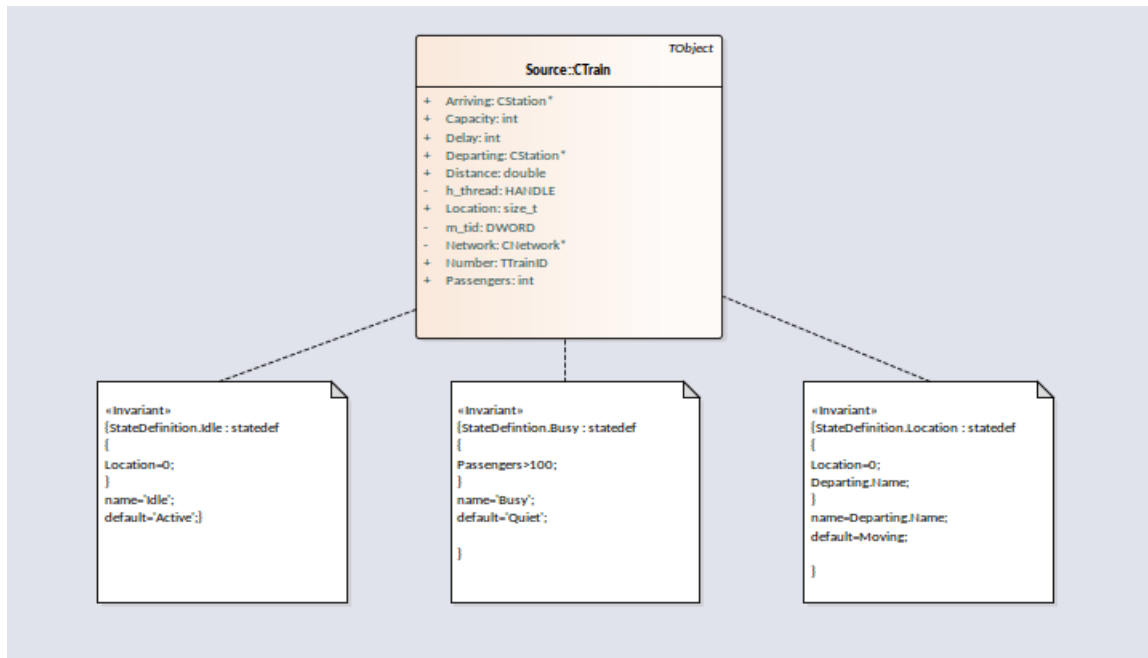 TObject
Source::CTrain
+ Arriving: CStation*
+ Capacity: int
+ Delay: int
+ Departing: CStation*
+ Distance: double
- h_thread: HANDLE
+ Location: size_t
- m_tid: DWORD
- Network: CNetwork*
+ Number: TTrainID
+ Passengers: int
«Invariant»
{StateDefinition.Idle : statedef
{
Location=0;
}
name='Idle';
default='Active';}
«Invariant»
{StateDefintion.Busy : statedef
{
Passengers>100;
}
name='Busy';
default='Quiet';
}
«Invariant»
{StateDefinition.Location : statedef
{
Location=0;
Departing.Name;
}
name=Departing.Name;
default=Moving;
}